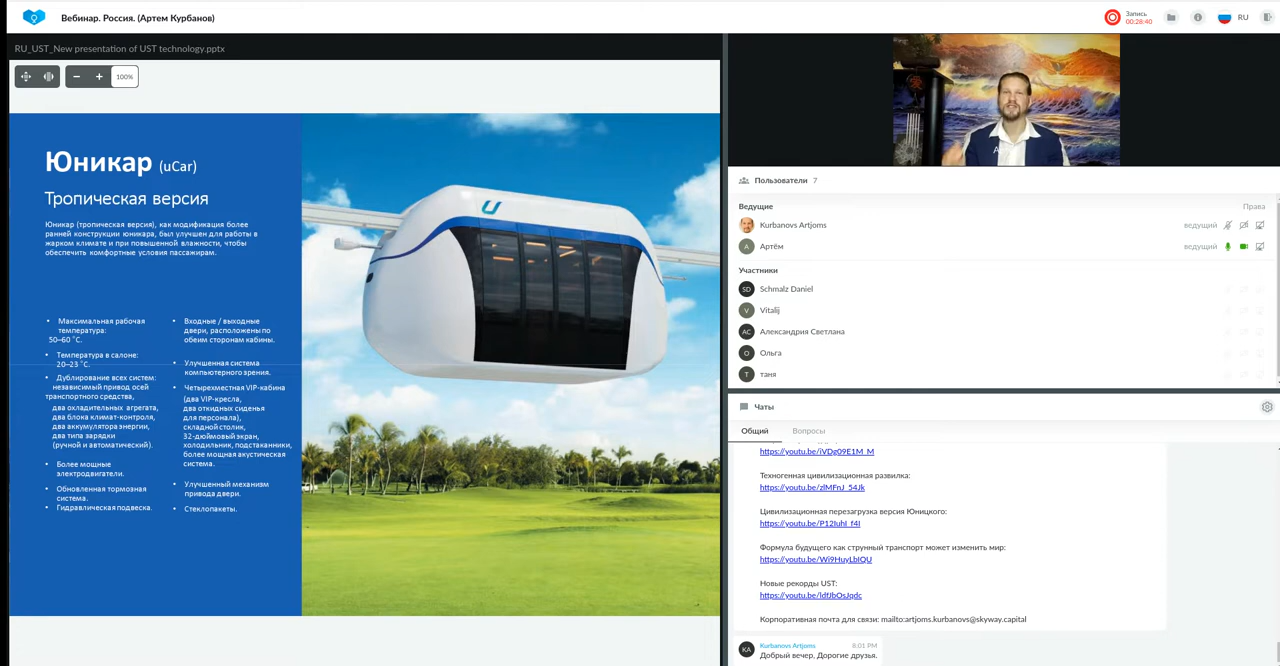 Вебинар. Россия. (Артем Курбанов)
Запись
00:28:40
RU
RU_UST_New presentation of UST technology.pptx
100%
Юникар (uCar)
Тропическая версия
Юникар (тропическая версия), как модификация более
ранней конструкции юникара, был улучшен для работы в
жарком климате и при повышенной влажности, чтобы
обеспечить комфортные условия пассажирам.
• Максимальная рабочая
температура:
50–60 °С.
• Температура в салоне:
20–23 °С.
• Дублирование всех систем:
независимый привод осей
транспортного средства,
два охладительных агрегата,
два блока климат-контроля,
два аккумулятора энергии,
два типа зарядки
(ручной и автоматический).
• Более мощные
электродвигатели.
• Обновленная тормозная
система.
• Гидравлическая подвеска.
• Входные / выходные
двери, расположены по
обеим сторонам кабины.
• Улучшенная система
компьютерного зрения.
• Четырехместная VIP-кабина
(два VIP-кресла,
два откидных сиденья
для персонала),
складной столик,
32-дюймовый экран,
холодильник, подстаканники,
более мощная акустическая
система.
• Улучшенный механизм
привода двери.
• Стеклопакеты.
Пользователи 7
Ведущие
Права
Kurbanovs Artjoms
ведущий
А
Артём
ведущий
Участники
SD
Schmalz Daniel
V
Vitalij
АС
Александрия Светлана
О
Ольга
Т
таня
Чаты
Общий
Вопросы
https://youtu.be/iVDg09E1M_M
Техногенная цивилизационная развилка:
https://youtu.be/zlMFnJ_54Jk
Цивилизационная перезагрузка версия Юницкого:
https://youtu.be/P12IuhI_f4I
Формула будущего как струнный транспорт может изменить мир:
https://youtu.be/Wi9HuyLbIQU
Новые рекорды UST:
https://youtu.be/ldfJbOsJqdc
Корпоративная почта для связи: mailto:artjoms.kurbanovs@skyway.capital
KA
Kurbanovs Artjoms
8:01 PM
Добрый вечер, Дорогие друзья.